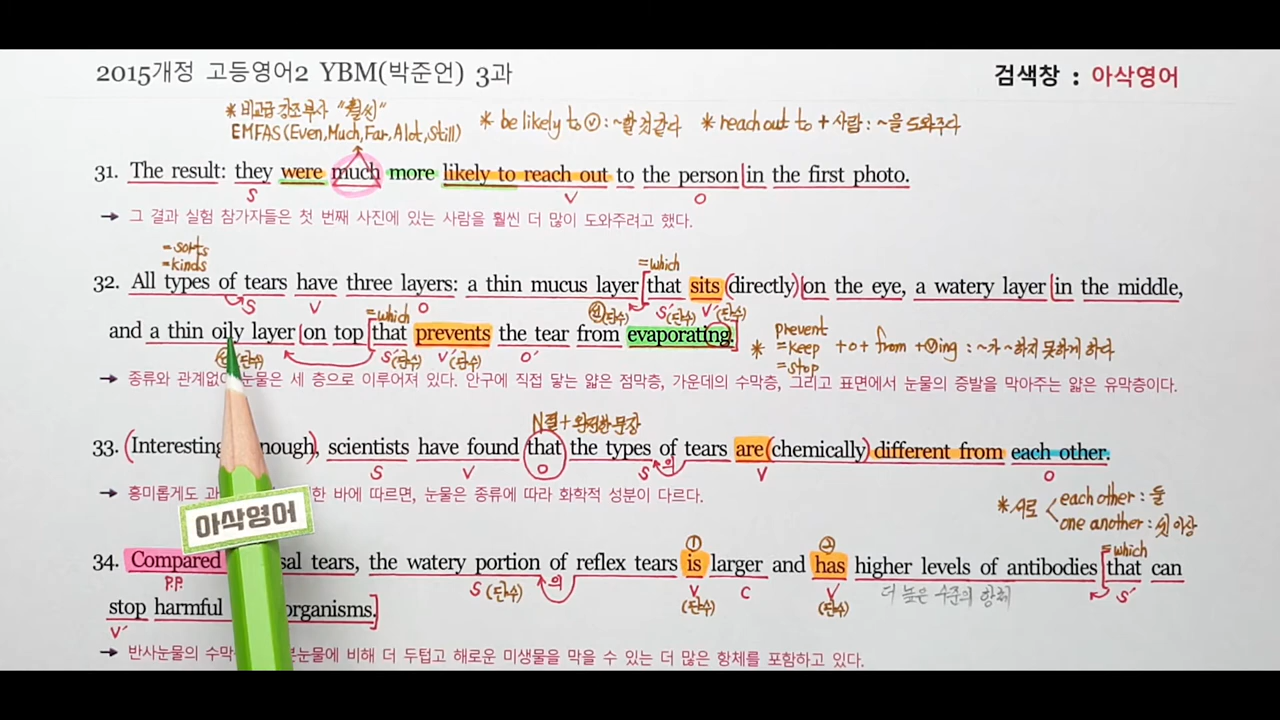 2015개정 고등영어2 YBM(박준언) 3과
검색창 : 아삭영어
* 비교급 강조부사 "훨씬"
EMFAS(Even,Much,Far,Alot,Still)
* be likely to ⓥ : ~할 것 같다
* reach out to + 사람 : ~을 도와주다
31. The result: they were much more likely to reach out to the person in the first photo.
S V O
→ 그 결과 실험 참가자들은 첫 번째 사진에 있는 사람을 훨씬 더 많이 도와주려고 했다.
=sorts
=kinds
=which
32. All types of tears have three layers: a thin mucus layer that sits (directly) on the eye, a watery layer in the middle,
S V O 선(단수) S'(단수) V'(단수)
=which
and a thin oily layer on top that prevents the tear from evaporating.
(단수) S'(단수) V'(단수) O'
* prevent
=keep + o + from + ⓥing : ~가 ~하지 못하게 하다
=stop
→ 종류와 관계없이 눈물은 세 층으로 이루어져 있다. 안구에 직접 닿는 얇은 점막층, 가운데의 수막층, 그리고 표면에서 눈물의 증발을 막아주는 얇은 유막층이다.
N절 + 완전한 문장
33. (Interesting nough), scientists have found that the types of tears are (chemically) different from each other.
S V O S 의 V O
→ 흥미롭게도 과 한 바에 따르면, 눈물은 종류에 따라 화학적 성분이 다르다.
* 서로 < each other : 둘
one another : 셋 이상
아삭영어
① ② =which
34. Compared sal tears, the watery portion of reflex tears is larger and has higher levels of antibodies that can
P.P. S (단수) 의 V (단수) C V (단수) 더 높은 수준의 항체 S'
stop harmful organisms.
V'
→ 반사눈물의 수막 눈물에 비해 더 두텁고 해로운 미생물을 막을 수 있는 더 많은 항체를 포함하고 있다.